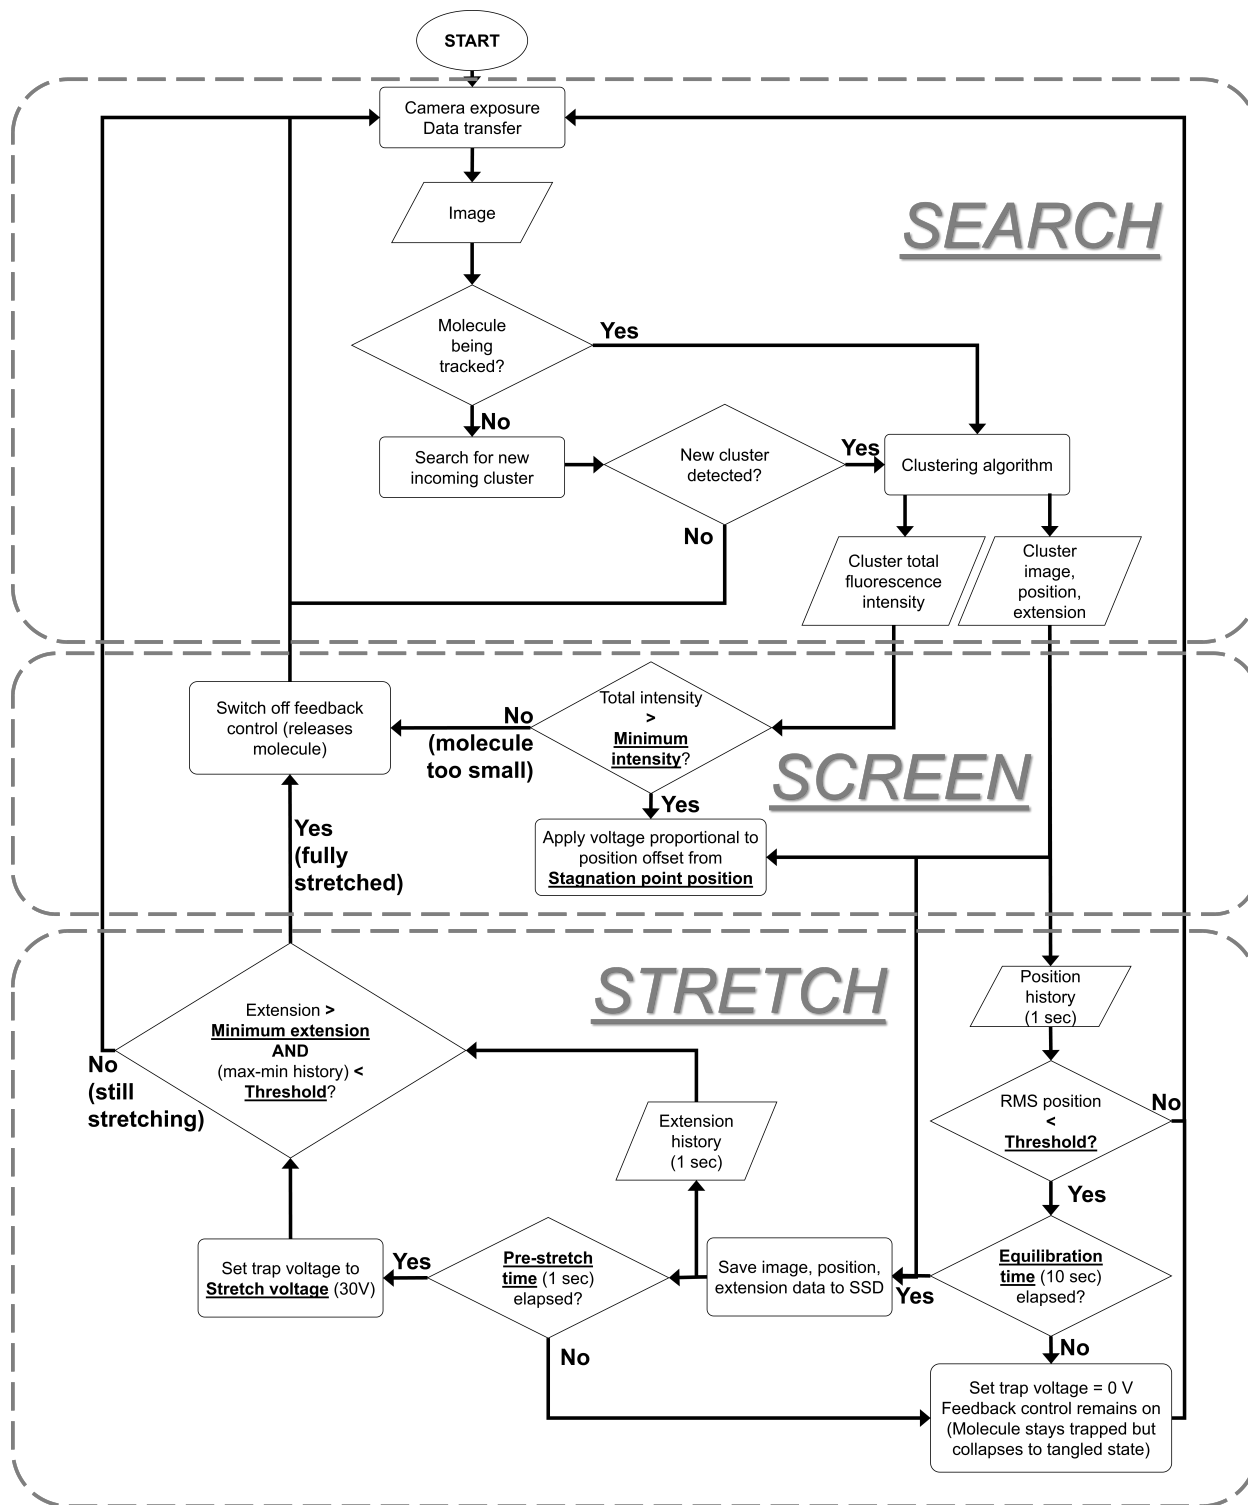 START
Camera exposure
Data transfer
Image
SEARCH
Molecule
being
tracked?
Yes
No
Search for new
incoming cluster
New cluster
detected?
Yes
No
Clustering algorithm
Cluster total
fluorescence
intensity
Cluster
image,
position,
extension
Switch off feedback
control (releases
molecule)
No
(molecule
too small)
Total intensity
>
Minimum
intensity?
SCREEN
Yes
Apply voltage proportional to
position offset from
Stagnation point position
Yes
(fully
stretched)
STRETCH
Position
history
(1 sec)
Extension >
Minimum extension
AND
(max-min history) <
Threshold?
No
(still
stretching)
Extension
history
(1 sec)
RMS position
<
Threshold?
No
Yes
Set trap voltage to
Stretch voltage (30V)
Yes
Pre-stretch
time (1 sec)
elapsed?
No
Save image, position,
extension data to SSD
Yes
Equilibration
time (10 sec)
elapsed?
No
Set trap voltage = 0 V
Feedback control remains on
(Molecule stays trapped but
collapses to tangled state)